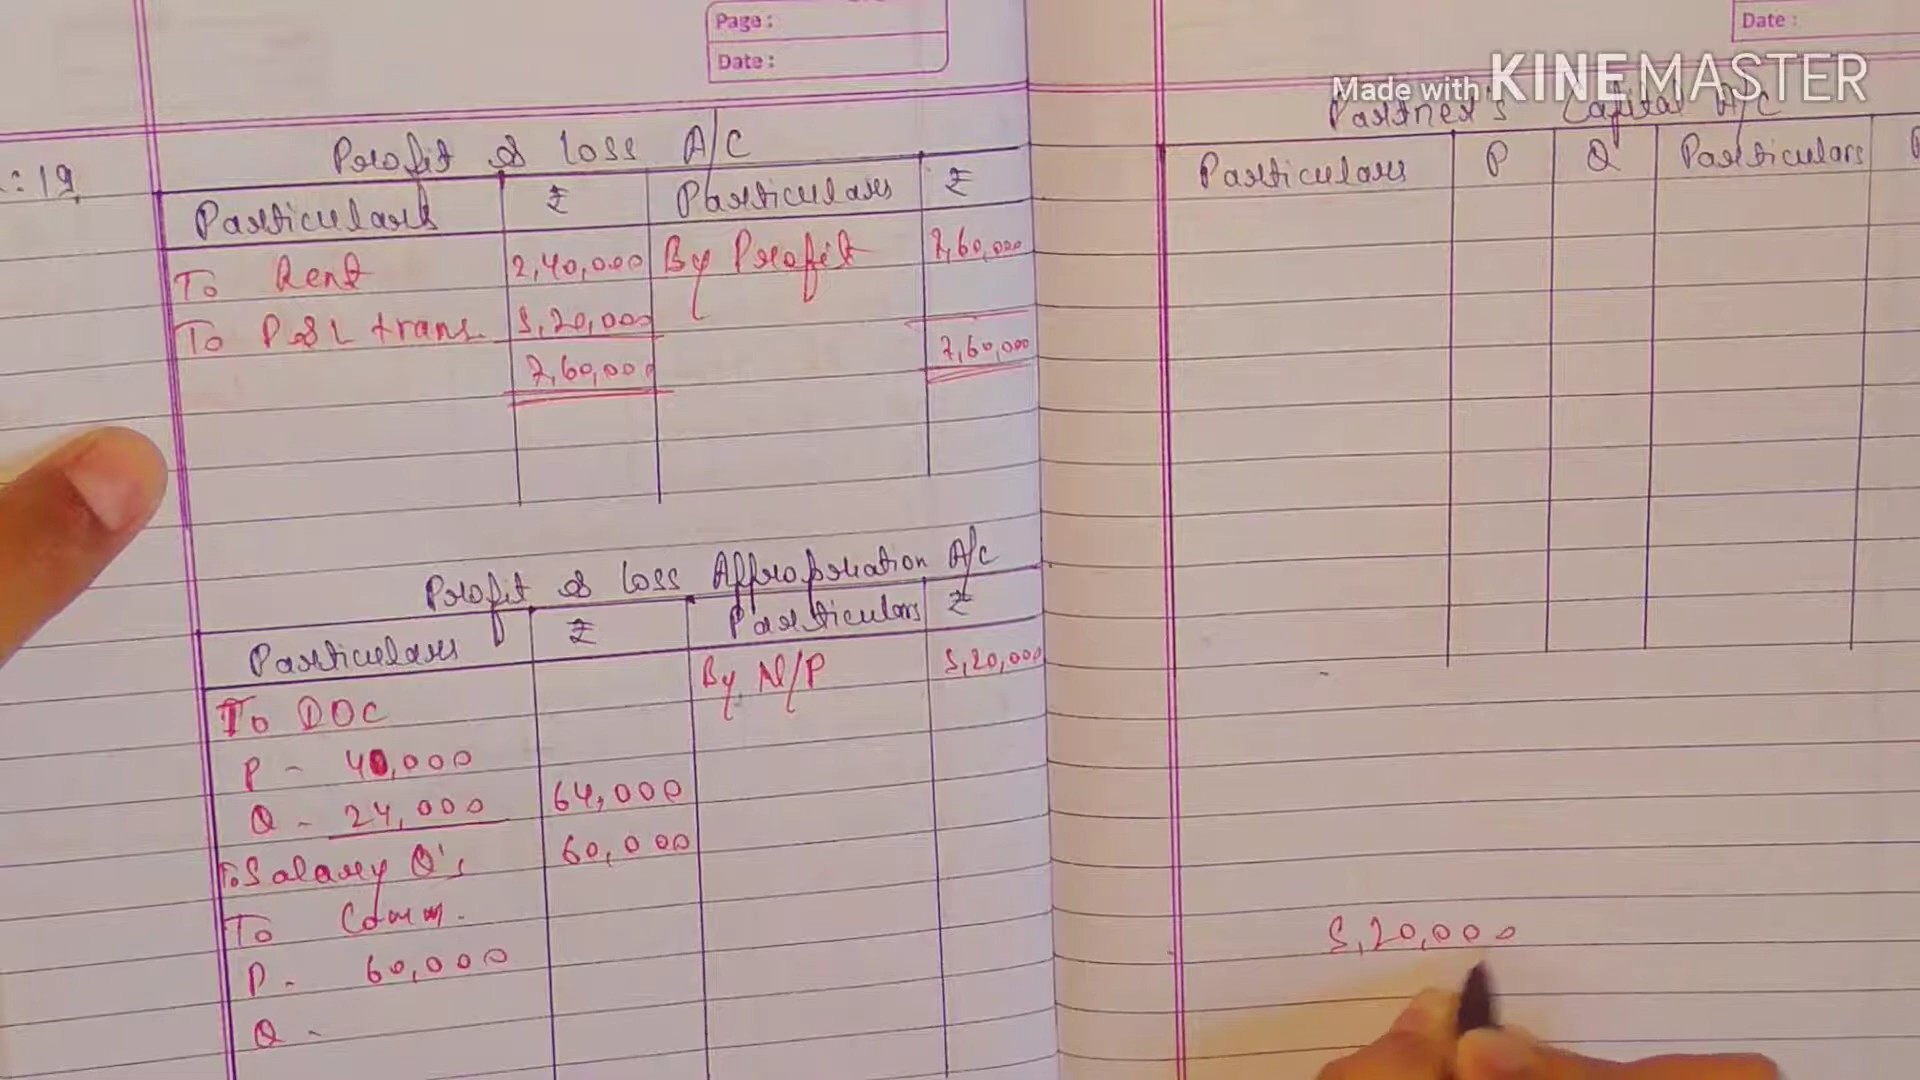 Page :
Date :
Date :
Made with KINEMASTER
: 19
Profit & loss A/C
Particulars ₹ Particulars ₹
To Rent 2,40,000 By Profit 7,60,000
To P&L trans. 5,20,000
7,60,000 7,60,000
Profit & loss Appropriation A/c
Particulars ₹ Particulars ₹
To IOC By N/P 5,20,000
P - 40,000
Q - 24,000 64,000
To Salary Q's 60,000
To Comm.
P - 60,000
Q -
Partner's Capital A/C
Particulars P Q Particulars
5,20,000